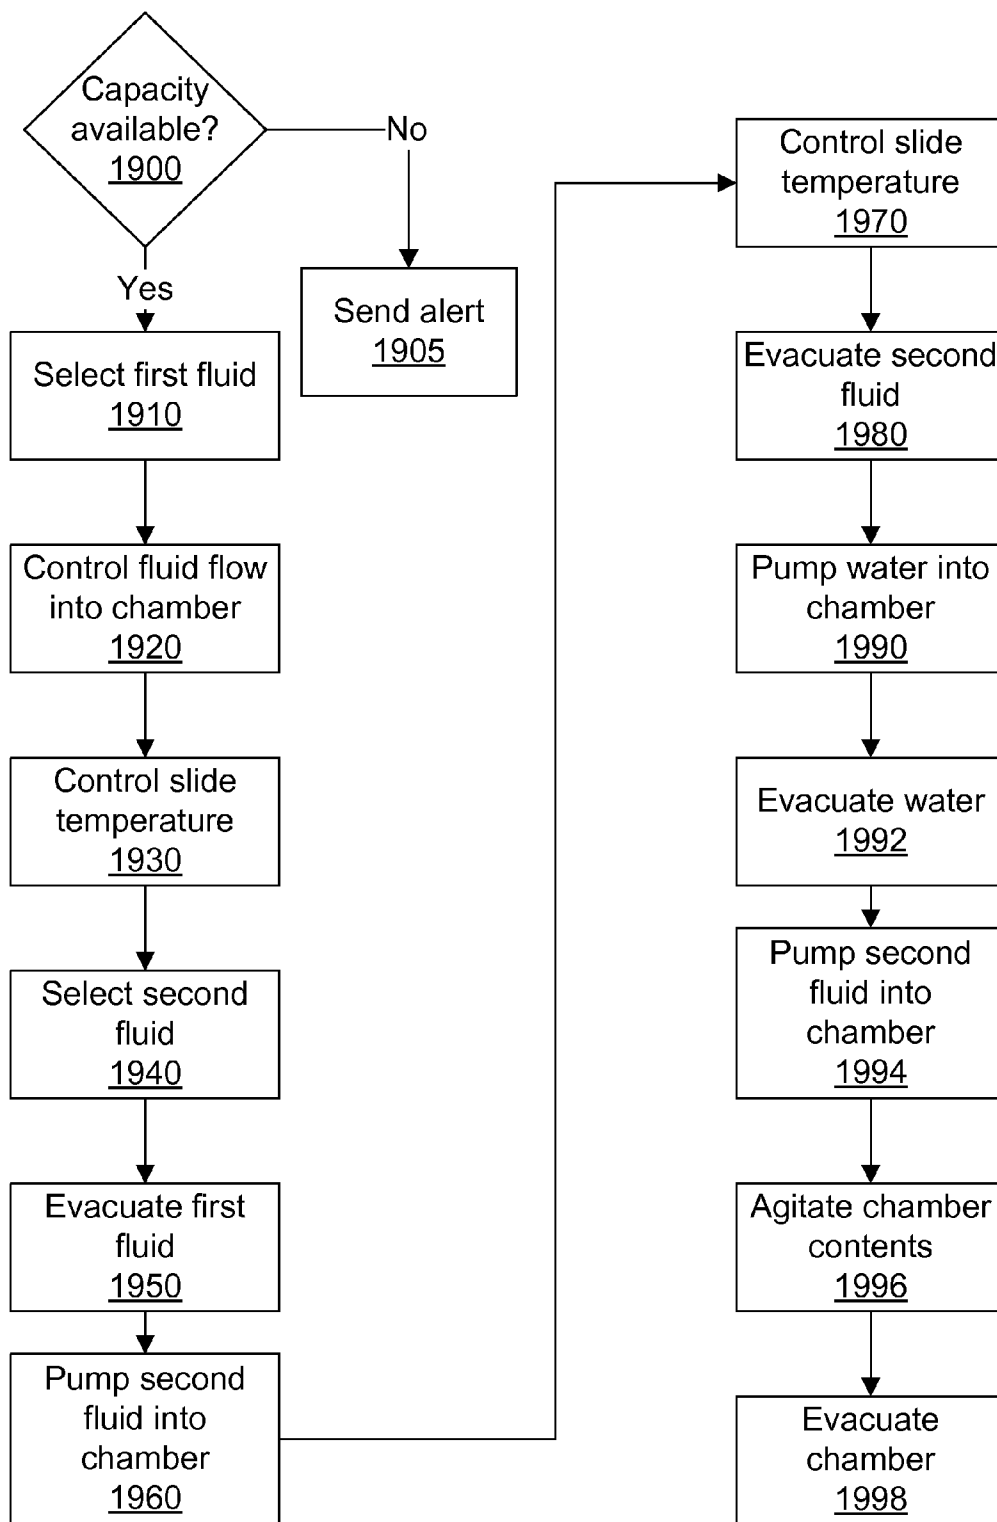 Capacity
available?
1900
No
Yes
Send alert
1905
Select first fluid
1910
Control fluid flow
into chamber
1920
Control slide
temperature
1930
Select second
fluid
1940
Evacuate first
fluid
1950
Pump second
fluid into
chamber
1960
Control slide
temperature
1970
Evacuate second
fluid
1980
Pump water into
chamber
1990
Evacuate water
1992
Pump second
fluid into
chamber
1994
Agitate chamber
contents
1996
Evacuate
chamber
1998